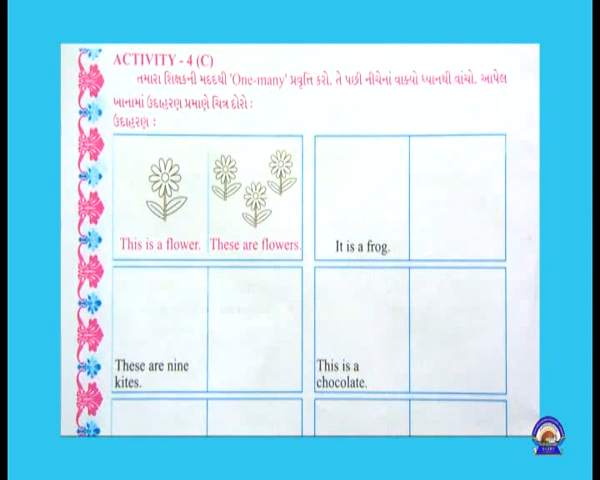 ACTIVITY - 4 (C)
તમારા શિક્ષકની મદદથી 'One-many' પ્રવૃત્તિ કરો. તે પછી નીચેનાં વાક્યો ધ્યાનથી વાંચો. આપેલ
ખાનામાં ઉદાહરણ પ્રમાણે ચિત્ર દોરો :
ઉદાહરણ :
This is a flower.
These are flowers.
It is a frog.
These are nine
kites.
This is a
chocolate.